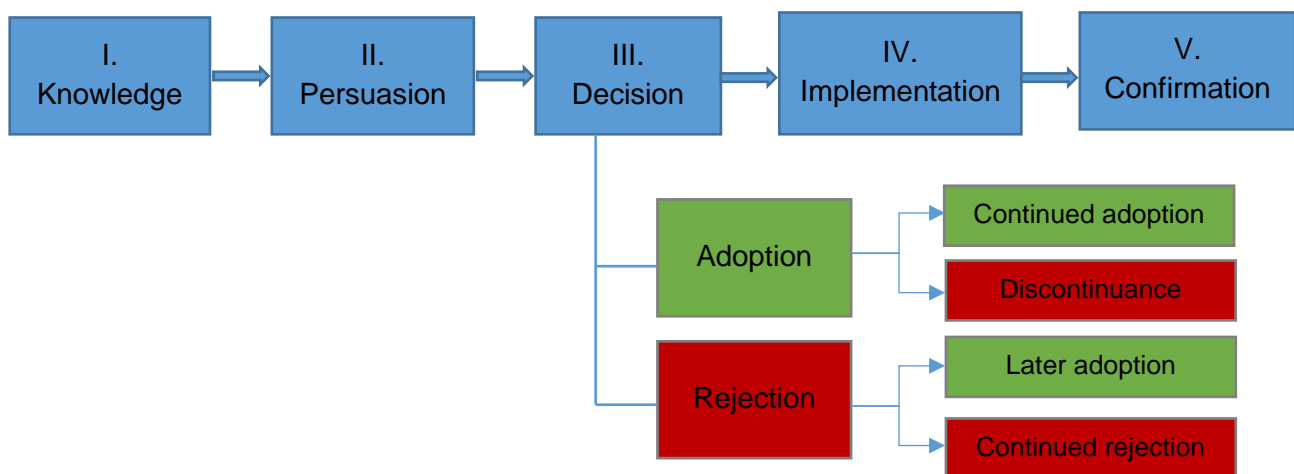 I.
Knowledge
II.
Persuasion
III.
Decision
IV.
Implementation
V.
Confirmation
Adoption
Continued adoption
Discontinuance
Rejection
Later adoption
Continued rejection